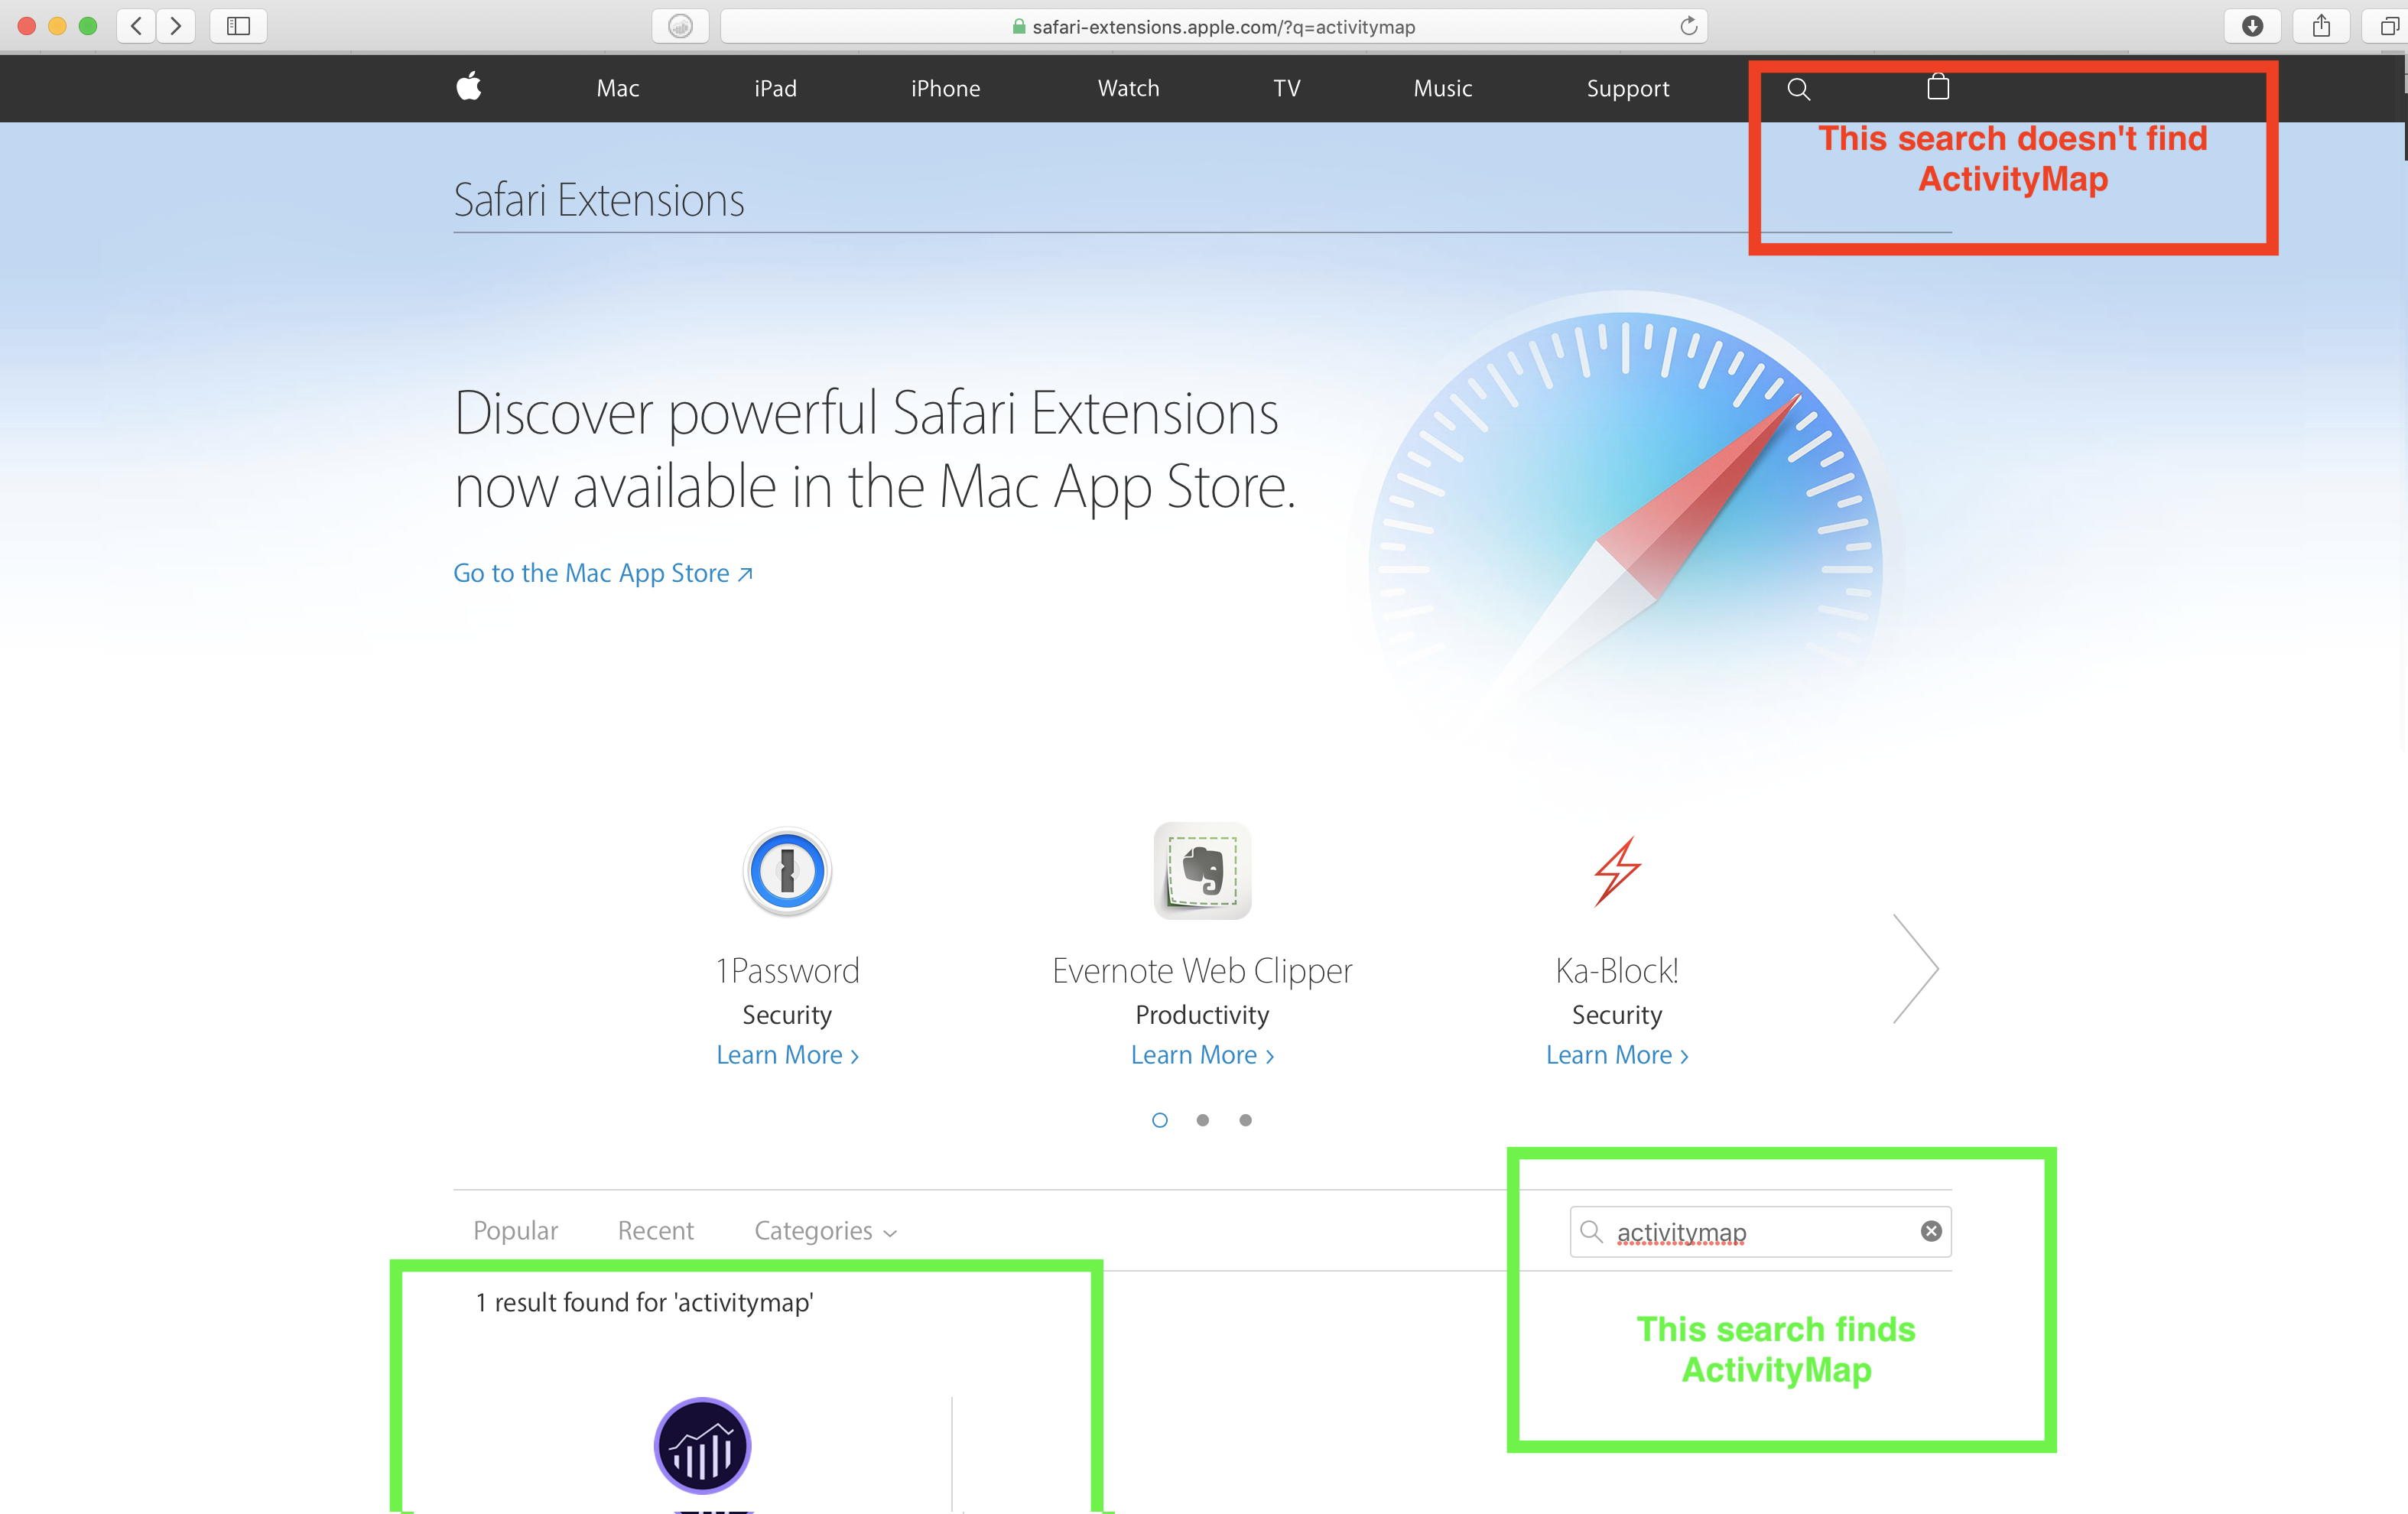 safari-extensions.apple.com/?q=activitymap
Mac iPad iPhone Watch TV Music Support
This search doesn't find
ActivityMap
Safari Extensions
Discover powerful Safari Extensions
now available in the Mac App Store.
Go to the Mac App Store ↗
1Password
Security
Learn More >
Evernote Web Clipper
Productivity
Learn More >
Ka-Block!
Security
Learn More >
Popular Recent Categories
activitymap
1 result found for 'activitymap'
This search finds
ActivityMap